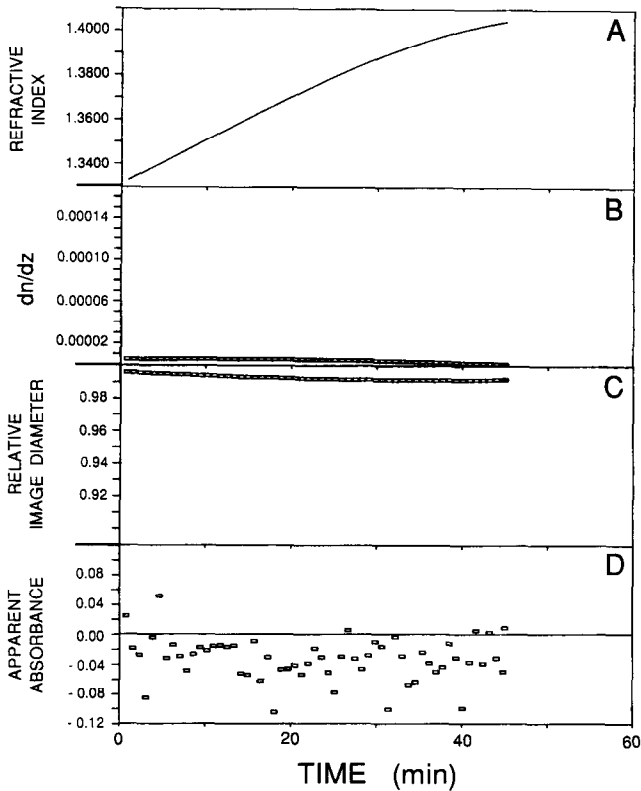 A
1.4000
1.3800
1.3600
1.3400
REFRACTIVE
INDEX
B
0.00014
0.00010
0.00006
0.00002
dn/dz
C
0.98
0.96
0.94
0.92
RELATIVE
IMAGE DIAMETER
D
0.08
0.04
0.00
- 0.04
- 0.08
- 0.12
APPARENT
ABSORBANCE
0 20 40 60
TIME (min)